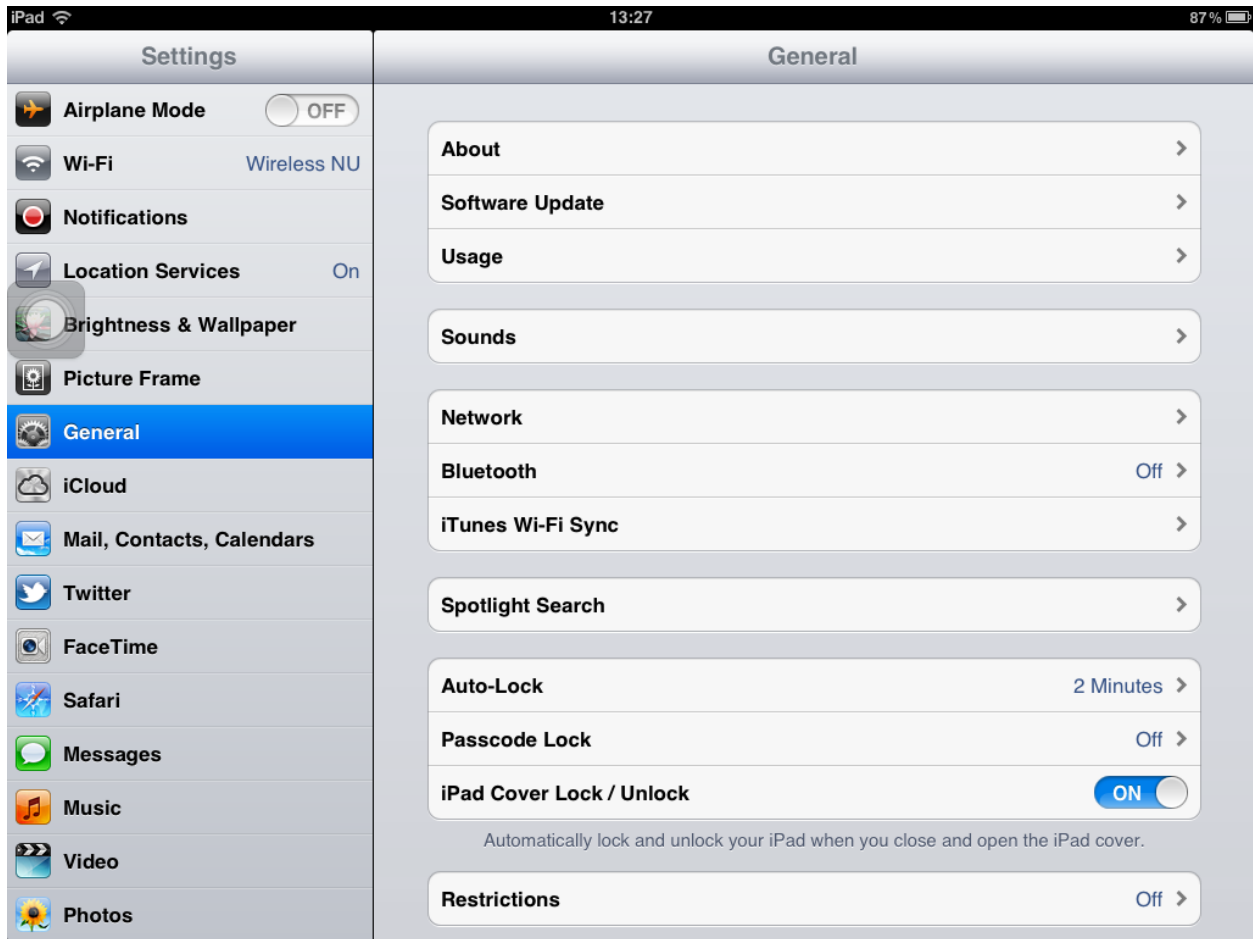 iPad 13:27 87%
Settings
Airplane Mode OFF
Wi-Fi Wireless NU
Notifications
Location Services On
Brightness & Wallpaper
Picture Frame
General
iCloud
Mail, Contacts, Calendars
Twitter
FaceTime
Safari
Messages
Music
Video
Photos
General
About
Software Update
Usage
Sounds
Network
Bluetooth Off
iTunes Wi-Fi Sync
Spotlight Search
Auto-Lock 2 Minutes
Passcode Lock Off
iPad Cover Lock / Unlock ON
Automatically lock and unlock your iPad when you close and open the iPad cover.
Restrictions Off